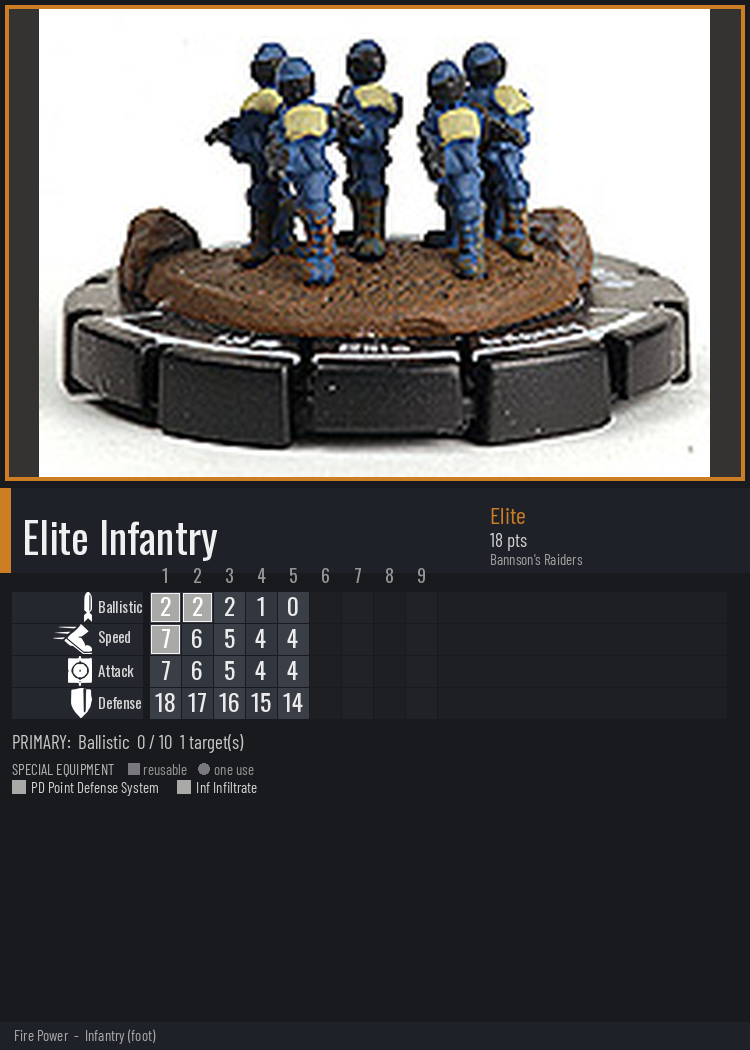 Elite Infantry
Elite
18 pts
Bannson's Raiders
1 2 3 4 5 6 7 8 9
Ballistic 2 2 2 1 0
Speed 7 6 5 4 4
Attack 7 6 5 4 4
Defense 18 17 16 15 14
PRIMARY: Ballistic 0 / 10 1 target(s)
SPECIAL EQUIPMENT reusable one use
PD Point Defense System Inf Infiltrate
Fire Power - Infantry (foot)